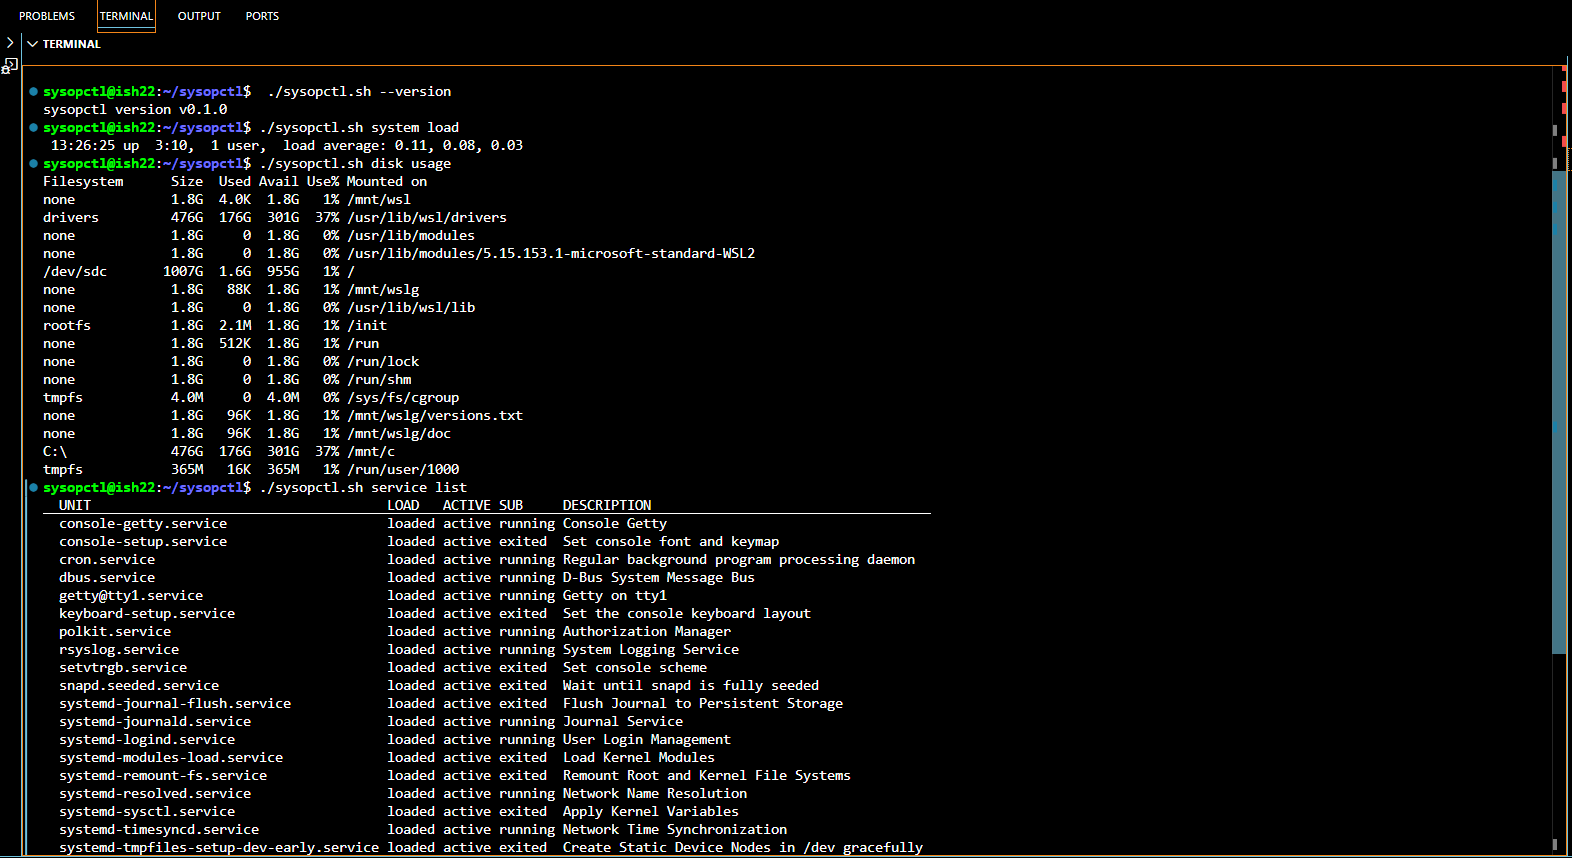 PROBLEMS TERMINAL OUTPUT PORTS
TERMINAL
sysopctl@ish22:~/sysopctl$  ./sysopctl.sh --version
sysopctl version v0.1.0
sysopctl@ish22:~/sysopctl$ ./sysopctl.sh system load
 13:26:25 up  3:10,  1 user,  load average: 0.11, 0.08, 0.03
sysopctl@ish22:~/sysopctl$ ./sysopctl.sh disk usage
Filesystem      Size  Used Avail Use% Mounted on
none            1.8G  4.0K  1.8G   1% /mnt/wsl
drivers         476G  176G  301G  37% /usr/lib/wsl/drivers
none            1.8G     0  1.8G   0% /usr/lib/modules
none            1.8G     0  1.8G   0% /usr/lib/modules/5.15.153.1-microsoft-standard-WSL2
/dev/sdc       1007G  1.6G  955G   1% /
none            1.8G   88K  1.8G   1% /mnt/wslg
none            1.8G     0  1.8G   0% /usr/lib/wsl/lib
rootfs          1.8G  2.1M  1.8G   1% /init
none            1.8G  512K  1.8G   1% /run
none            1.8G     0  1.8G   0% /run/lock
none            1.8G     0  1.8G   0% /run/shm
tmpfs           4.0M     0  4.0M   0% /sys/fs/cgroup
none            1.8G   96K  1.8G   1% /mnt/wslg/versions.txt
none            1.8G   96K  1.8G   1% /mnt/wslg/doc
C:\             476G  176G  301G  37% /mnt/c
tmpfs           365M   16K  365M   1% /run/user/1000
sysopctl@ish22:~/sysopctl$ ./sysopctl.sh service list
  UNIT                                     LOAD   ACTIVE SUB     DESCRIPTION
  console-getty.service                    loaded active running Console Getty
  console-setup.service                    loaded active exited  Set console font and keymap
  cron.service                             loaded active running Regular background program processing daemon
  dbus.service                             loaded active running D-Bus System Message Bus
  getty@tty1.service                       loaded active running Getty on tty1
  keyboard-setup.service                   loaded active exited  Set the console keyboard layout
  polkit.service                           loaded active running Authorization Manager
  rsyslog.service                          loaded active running System Logging Service
  setvtrgb.service                         loaded active exited  Set console scheme
  snapd.seeded.service                     loaded active exited  Wait until snapd is fully seeded
  systemd-journal-flush.service            loaded active exited  Flush Journal to Persistent Storage
  systemd-journald.service                 loaded active running Journal Service
  systemd-logind.service                   loaded active running User Login Management
  systemd-modules-load.service             loaded active exited  Load Kernel Modules
  systemd-remount-fs.service               loaded active exited  Remount Root and Kernel File Systems
  systemd-resolved.service                 loaded active running Network Name Resolution
  systemd-sysctl.service                   loaded active exited  Apply Kernel Variables
  systemd-timesyncd.service                loaded active running Network Time Synchronization
  systemd-tmpfiles-setup-dev-early.service loaded active exited  Create Static Device Nodes in /dev gracefully